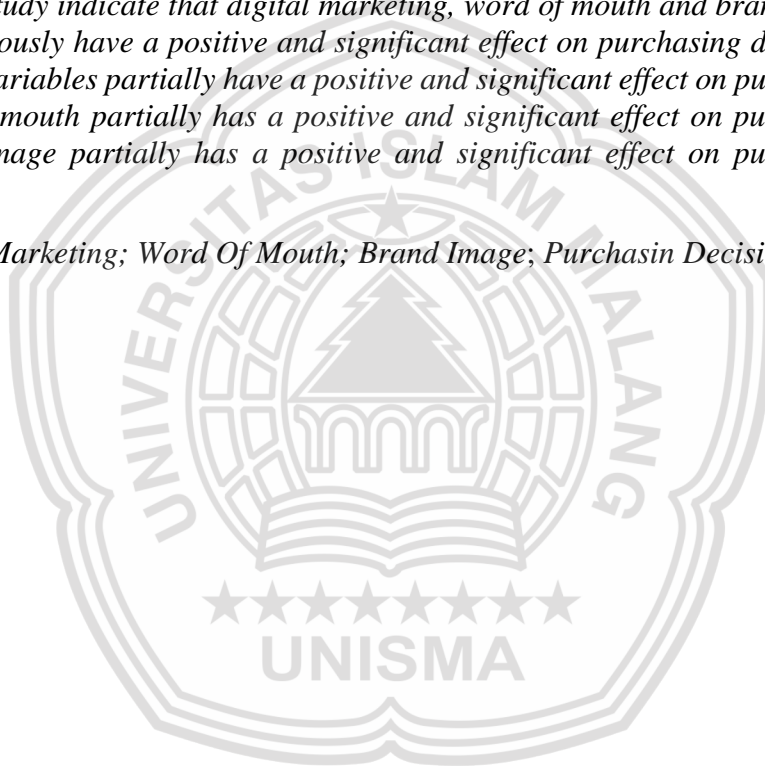 tudy indicate that digital marketing, word of mouth and bran
ously have a positive and significant effect on purchasing d
ariables partially have a positive and significant effect on pu
mouth partially has a positive and significant effect on pu
nage partially has a positive and significant effect on pu
Marketing; Word Of Mouth; Brand Image; Purchasin Decisi
UNIVERSITAS ISLAM MALANG
UNISMA